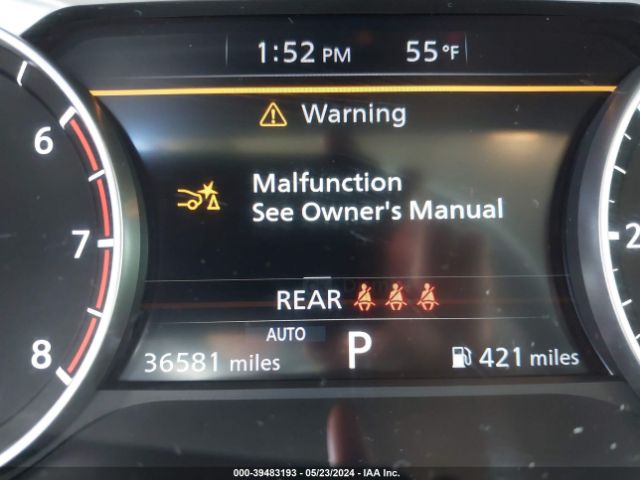 1:52 PM 55°F
6
Warning
Malfunction
See Owner's Manual
7
2
REAR
AUTO
8
36581 miles P 421 miles
000-39483193 - 05/23/2024 - IAA Inc.